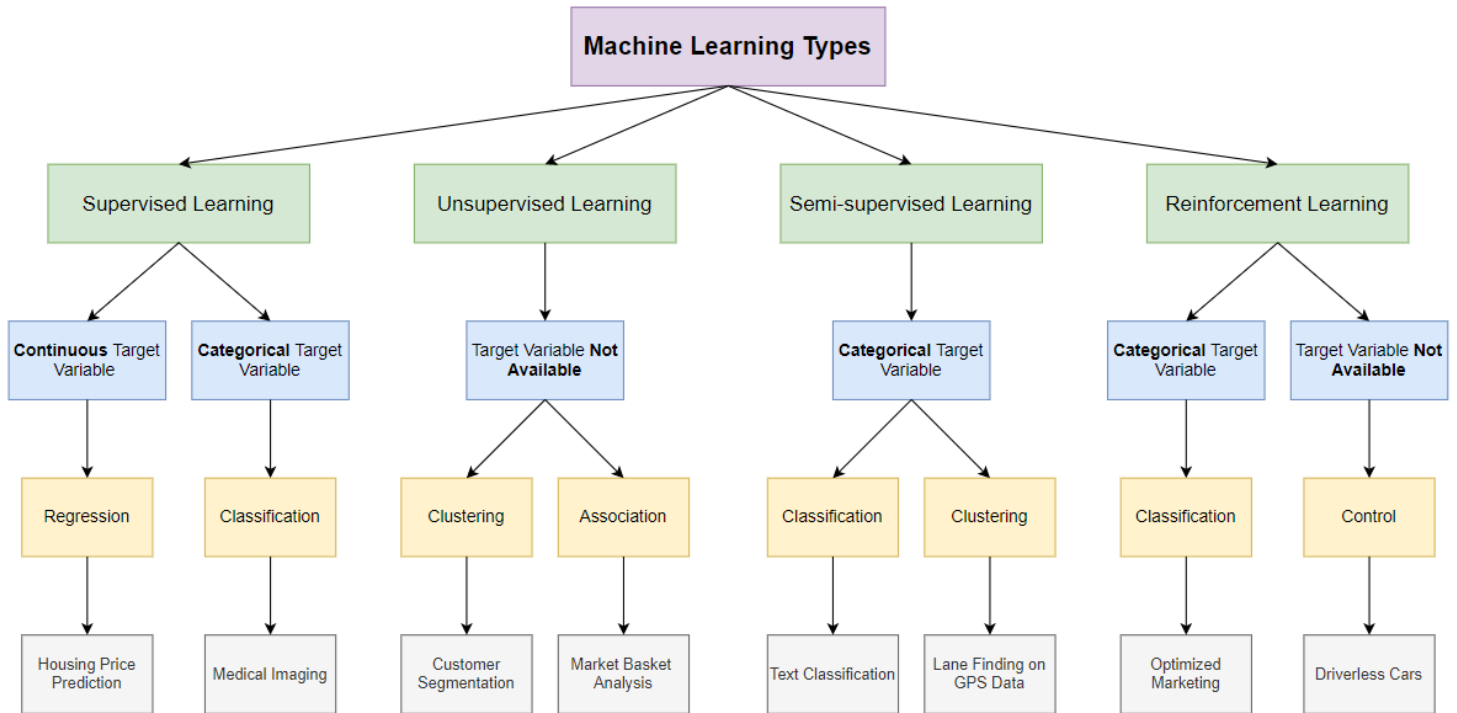 Machine Learning Types
Supervised Learning
Unsupervised Learning
Semi-supervised Learning
Reinforcement Learning
Continuous Target
Variable
Categorical Target
Variable
Target Variable Not
Available
Categorical Target
Variable
Categorical Target
Variable
Target Variable Not
Available
Regression
Classification
Clustering
Association
Classification
Clustering
Classification
Control
Housing Price
Prediction
Medical Imaging
Customer
Segmentation
Market Basket
Analysis
Text Classification
Lane Finding on
GPS Data
Optimized
Marketing
Driverless Cars